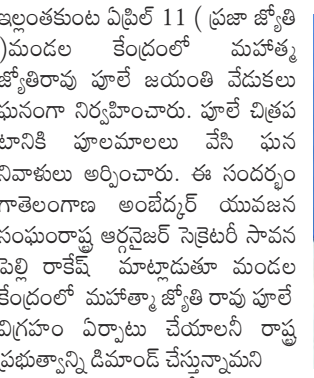 ఇల్లంతకుంట ఏప్రిల్ 11 ( ప్రజా జ్యోతి
)మండల కేంద్రంలో మహాత్మ
జ్యోతిరావు పూలే జయంతి వేడుకలు
ఘనంగా నిర్వహించారు. పూలే చిత్రప
టానికి పూలమాలలు వేసి ఘన
నివాళులు అర్పించారు. ఈ సందర్భం
గాతెలంగాణ అంబేద్కర్ యువజన
సంఘంరాష్ట్ర ఆర్గనైజర్ సెక్రెటరీ సావన
పెల్లి రాకేష్ మాట్లాడుతూ మండల
కేంద్రంలో మహాత్మా జ్యోతి రావు పూలే
విగ్రహం ఏర్పాటు చేయాలనీ రాష్ట్ర
ప్రభుత్వాన్ని డిమాండ్ చేస్తున్నామని